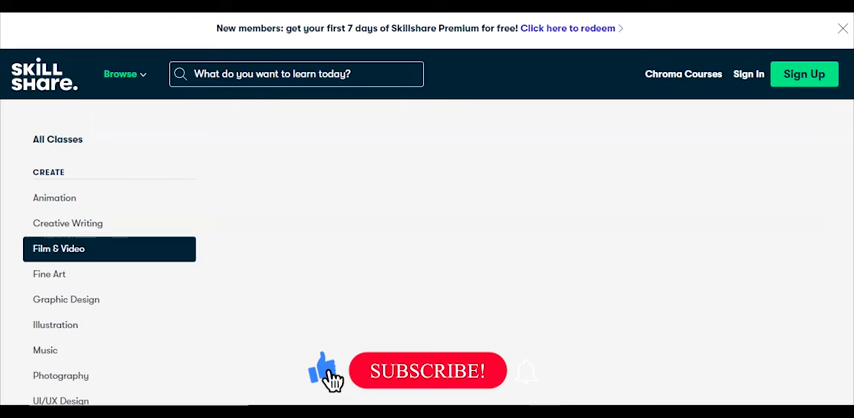 New members: get your first 7 days of Skillshare Premium for free! Click here to redeem
SKILL
SHARE.
Browse
What do you want to learn today?
Chroma Courses
Sign In
Sign Up
All Classes
CREATE
Animation
Creative Writing
Film & Video
Fine Art
Graphic Design
Illustration
Music
Photography
UI/UX Design
SUBSCRIBE!